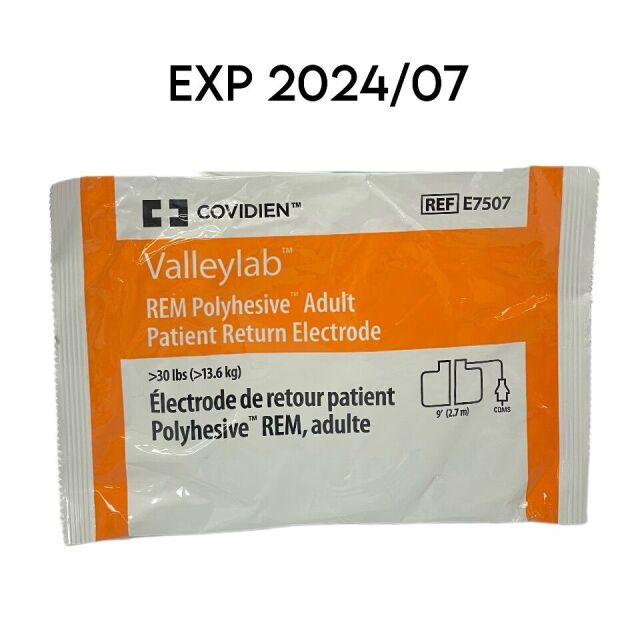 EXP 2024/07
COVIDIEN™
REF E7507
Valleylab™
REM Polyhesive™ Adult
Patient Return Electrode
>30 lbs (>13.6 kg)
Électrode de retour patient
Polyhesive™ REM, adulte
9' (2.7 m)
CQMS